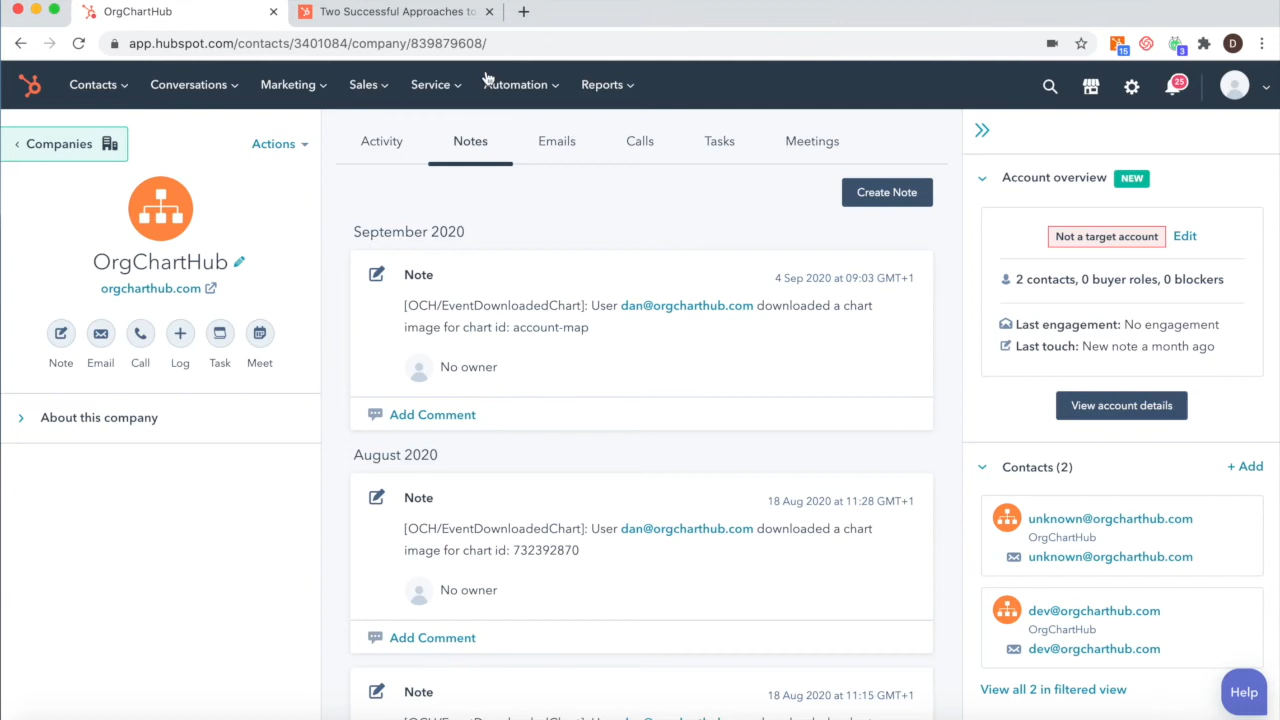 OrgChartHub
Two Successful Approaches to
app.hubspot.com/contacts/3401084/company/839879608/
15
3
D
Contacts
Conversations
Marketing
Sales
Service
Automation
Reports
25
Companies
Actions
OrgChartHub
orgcharthub.com
Note
Email
Call
Log
Task
Meet
About this company
Activity
Notes
Emails
Calls
Tasks
Meetings
Create Note
September 2020
Note
4 Sep 2020 at 09:03 GMT+1
[OCH/EventDownloadedChart]: User dan@orgcharthub.com downloaded a chart
image for chart id: account-map
No owner
Add Comment
August 2020
Note
18 Aug 2020 at 11:28 GMT+1
[OCH/EventDownloadedChart]: User dan@orgcharthub.com downloaded a chart
image for chart id: 732392870
No owner
Add Comment
Note
18 Aug 2020 at 11:15 GMT+1
Account overview NEW
Not a target account Edit
2 contacts, 0 buyer roles, 0 blockers
Last engagement: No engagement
Last touch: New note a month ago
View account details
Contacts (2)
+ Add
unknown@orgcharthub.com
OrgChartHub
unknown@orgcharthub.com
dev@orgcharthub.com
OrgChartHub
dev@orgcharthub.com
View all 2 in filtered view
Help